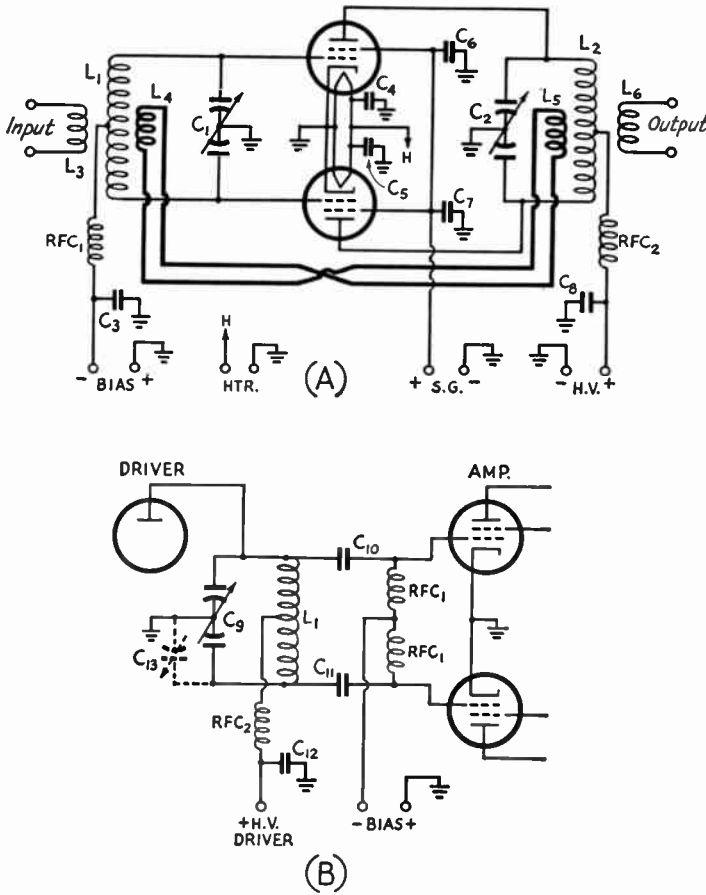 C6
L1
L4
C4
C2
L2
L5
L6
Input
C1
H
Output
L3
C5
RFC1
C7
RFC2
C3
C8
H
- BIAS +
HTR.
(A)
+ S.G. -
- H.V. +
DRIVER
AMP.
C10
RFC1
C9
L1
RFC1
C13
C11
RFC2
C12
+ H.V.
DRIVER
- BIAS +
(B)